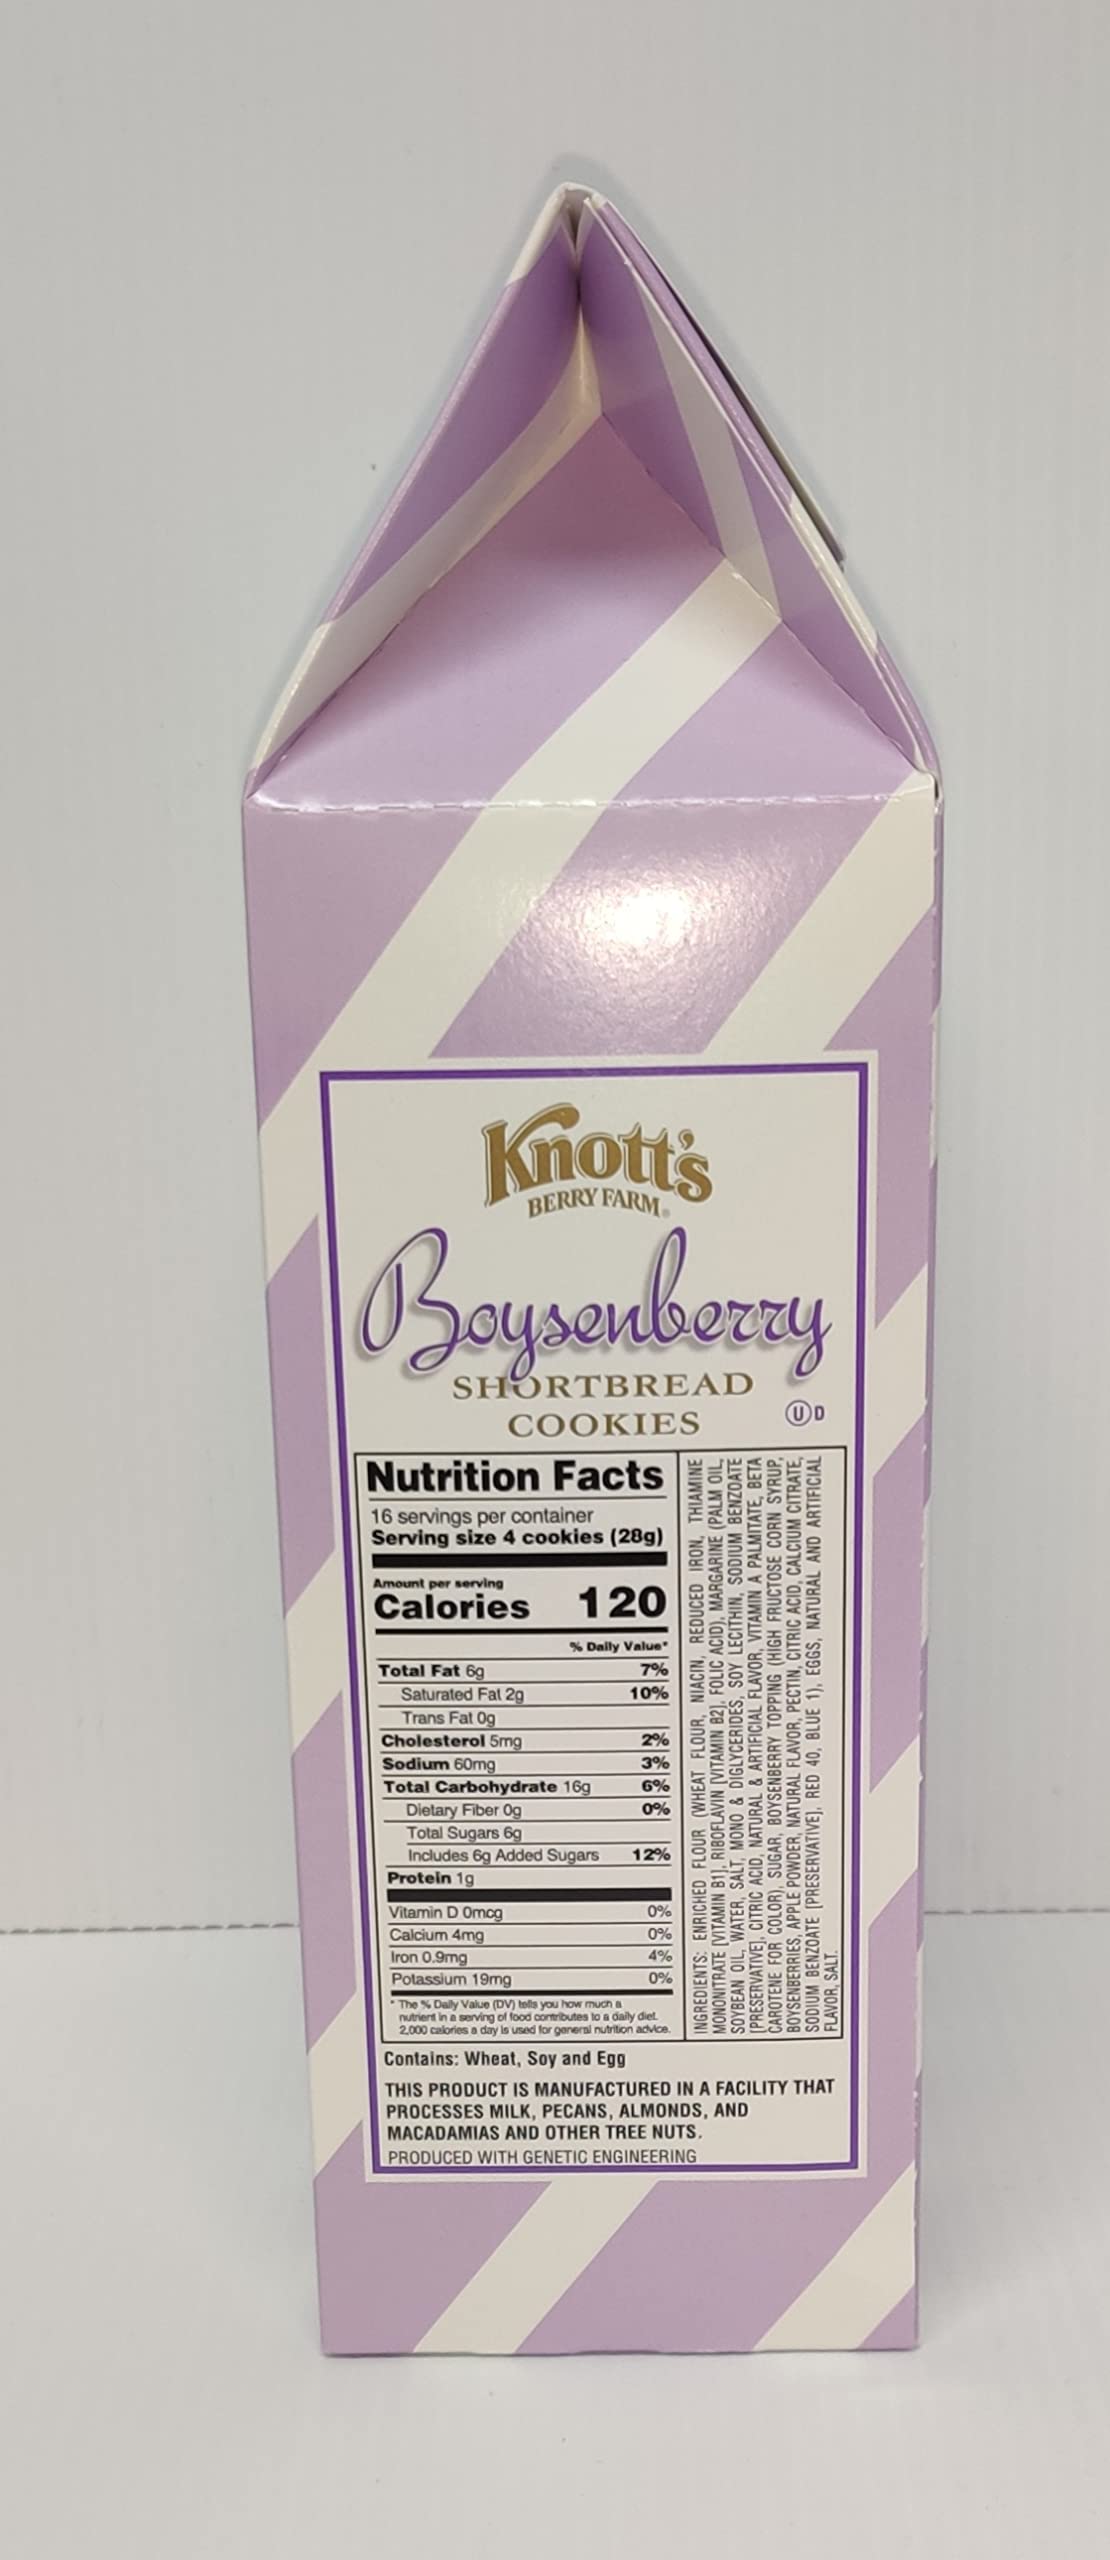 Knott's
BERRY FARM®
Boysenberry
SHORTBREAD
COOKIES
Ⓤ D
Nutrition Facts
16 servings per container
Serving size 4 cookies (28g)
Amount per serving
Calories 120
% Daily Value*
Total Fat 6g 7%
Saturated Fat 2g 10%
Trans Fat 0g
Cholesterol 5mg 2%
Sodium 60mg 3%
Total Carbohydrate 16g 6%
Dietary Fiber 0g 0%
Total Sugars 6g
Includes 6g Added Sugars 12%
Protein 1g
Vitamin D 0mcg 0%
Calcium 4mg 0%
Iron 0.9mg 4%
Potassium 19mg 0%
* The % Daily Value (DV) tells you how much a
nutrient in a serving of food contributes to a daily diet.
2,000 calories a day is used for general nutrition advice.
INGREDIENTS: ENRICHED FLOUR (WHEAT FLOUR, NIACIN, REDUCED IRON, THIAMINE
MONONITRATE [VITAMIN B1], RIBOFLAVIN [VITAMIN B2], FOLIC ACID), MARGARINE (PALM OIL,
SOYBEAN OIL, WATER, SALT, MONO & DIGLYCERIDES, SOY LECITHIN, SODIUM BENZOATE
[PRESERVATIVE], CITRIC ACID, NATURAL & ARTIFICIAL FLAVOR, VITAMIN A PALMITATE, BETA
CAROTENE FOR COLOR), SUGAR, BOYSENBERRY TOPPING (HIGH FRUCTOSE CORN SYRUP,
BOYSENBERRIES, APPLE POWDER, NATURAL FLAVOR, PECTIN, CITRIC ACID, CALCIUM CITRATE,
SODIUM BENZOATE [PRESERVATIVE], RED 40, BLUE 1), EGGS, NATURAL AND ARTIFICIAL
FLAVOR, SALT.
Contains: Wheat, Soy and Egg
THIS PRODUCT IS MANUFACTURED IN A FACILITY THAT
PROCESSES MILK, PECANS, ALMONDS, AND
MACADAMIAS AND OTHER TREE NUTS.
PRODUCED WITH GENETIC ENGINEERING